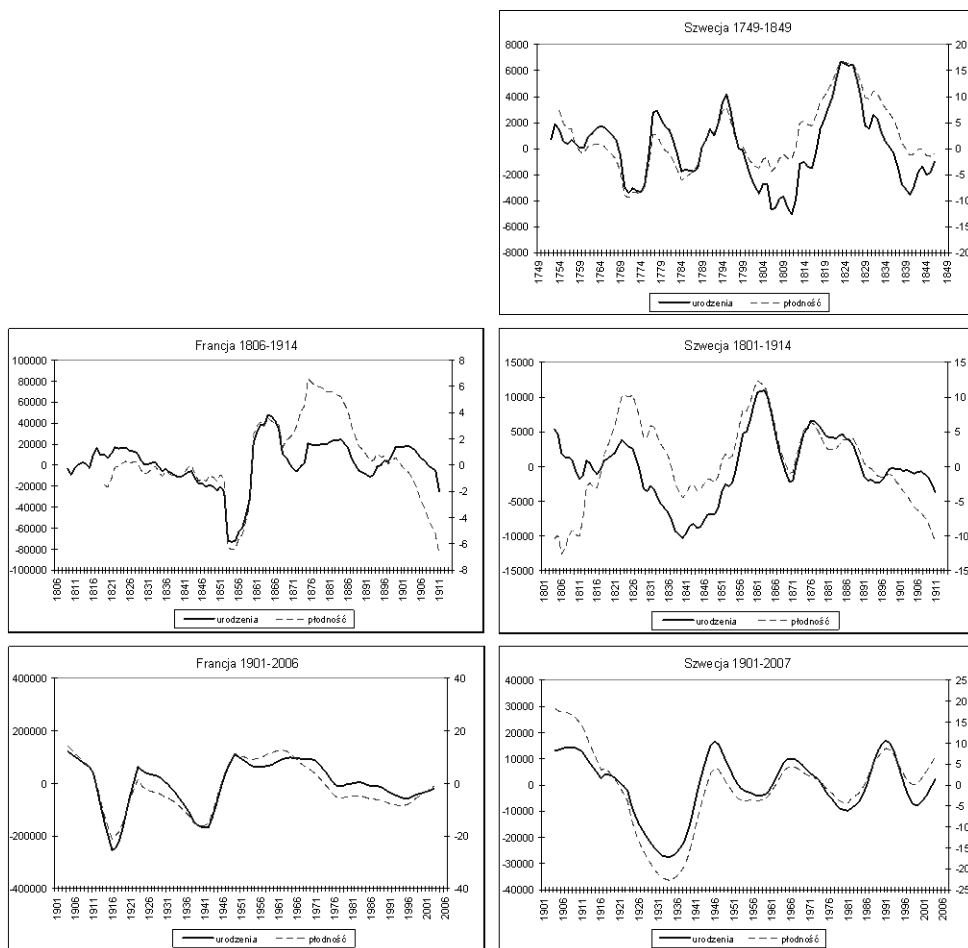 Szwecja 1749-1849
8000 6000 4000 2000 0 -2000 -4000 -6000 -8000
20 15 10 5 0 -5 -10 -15 -20
1749 1754 1759 1764 1769 1774 1779 1784 1789 1794 1799 1804 1809 1814 1819 1824 1829 1834 1839 1844 1849
urodzenia płodność
Francja 1806-1914
100000 80000 60000 40000 20000 0 -20000 -40000 -60000 -80000 -100000
8 6 4 2 0 -2 -4 -6 -8
1806 1811 1816 1821 1826 1831 1836 1841 1846 1851 1856 1861 1866 1871 1876 1881 1886 1891 1896 1901 1906 1911
urodzenia płodność
Szwecja 1801-1914
15000 10000 5000 0 -5000 -10000 -15000
15 10 5 0 -5 -10 -15
1801 1806 1811 1816 1821 1826 1831 1836 1841 1846 1851 1856 1861 1866 1871 1876 1881 1886 1891 1896 1901 1906 1911
urodzenia płodność
Francja 1901-2006
400000 200000 0 -200000 -400000
40 20 0 -20 -40
1901 1906 1911 1916 1921 1926 1931 1936 1941 1946 1951 1956 1961 1966 1971 1976 1981 1986 1991 1996 2001 2006
urodzenia płodność
Szwecja 1901-2007
40000 30000 20000 10000 0 -10000 -20000 -30000 -40000
25 20 15 10 5 0 -5 -10 -15 -20 -25
1901 1906 1911 1916 1921 1926 1931 1936 1941 1946 1951 1956 1961 1966 1971 1976 1981 1986 1991 1996 2001 2006
urodzenia płodność